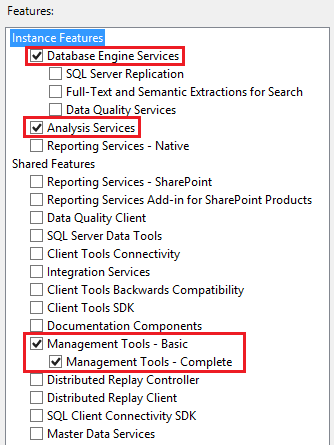 Features:
Instance Features
Database Engine Services
SQL Server Replication
Full-Text and Semantic Extractions for Search
Data Quality Services
Analysis Services
Reporting Services - Native
Shared Features
Reporting Services - SharePoint
Reporting Services Add-in for SharePoint Products
Data Quality Client
SQL Server Data Tools
Client Tools Connectivity
Integration Services
Client Tools Backwards Compatibility
Client Tools SDK
Documentation Components
Management Tools - Basic
Management Tools - Complete
Distributed Replay Controller
Distributed Replay Client
SQL Client Connectivity SDK
Master Data Services